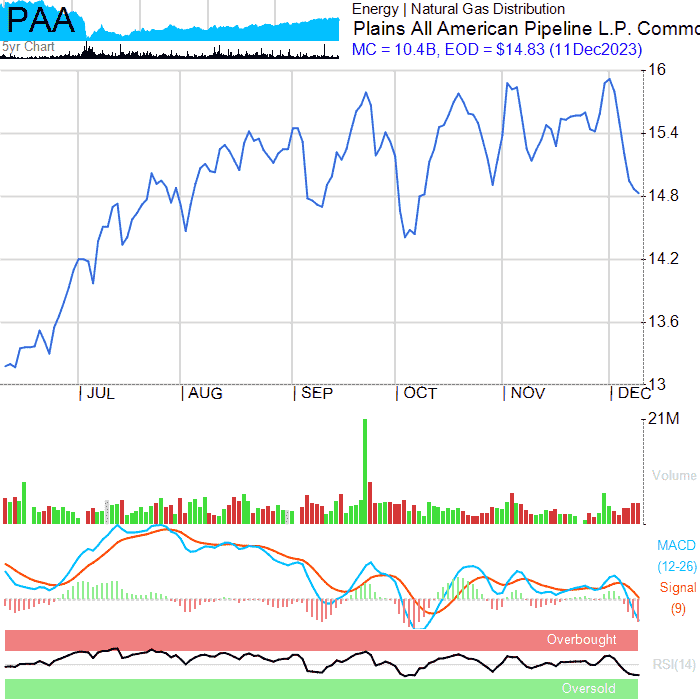 PAA
5yr Chart
Energy | Natural Gas Distribution
Plains All American Pipeline L.P. Commo
MC = 10.4B, EOD = $14.83 (11Dec2023)
16
15.4
14.8
14.2
13.6
13
JUL AUG SEP OCT NOV DEC
21M
Volume
MACD
(12-26)
Signal
(9)
Overbought
RSI(14)
Oversold